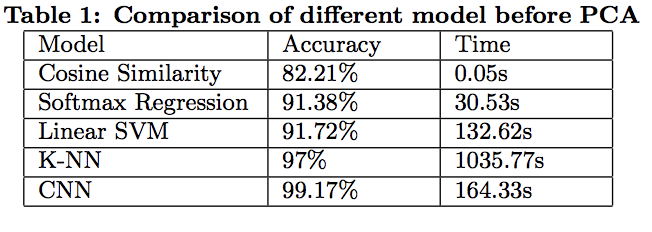 Table 1: Comparison of different model before PCA
Model Accuracy Time
Cosine Similarity 82.21% 0.05s
Softmax Regression 91.38% 30.53s
Linear SVM 91.72% 132.62s
K-NN 97% 1035.77s
CNN 99.17% 164.33s